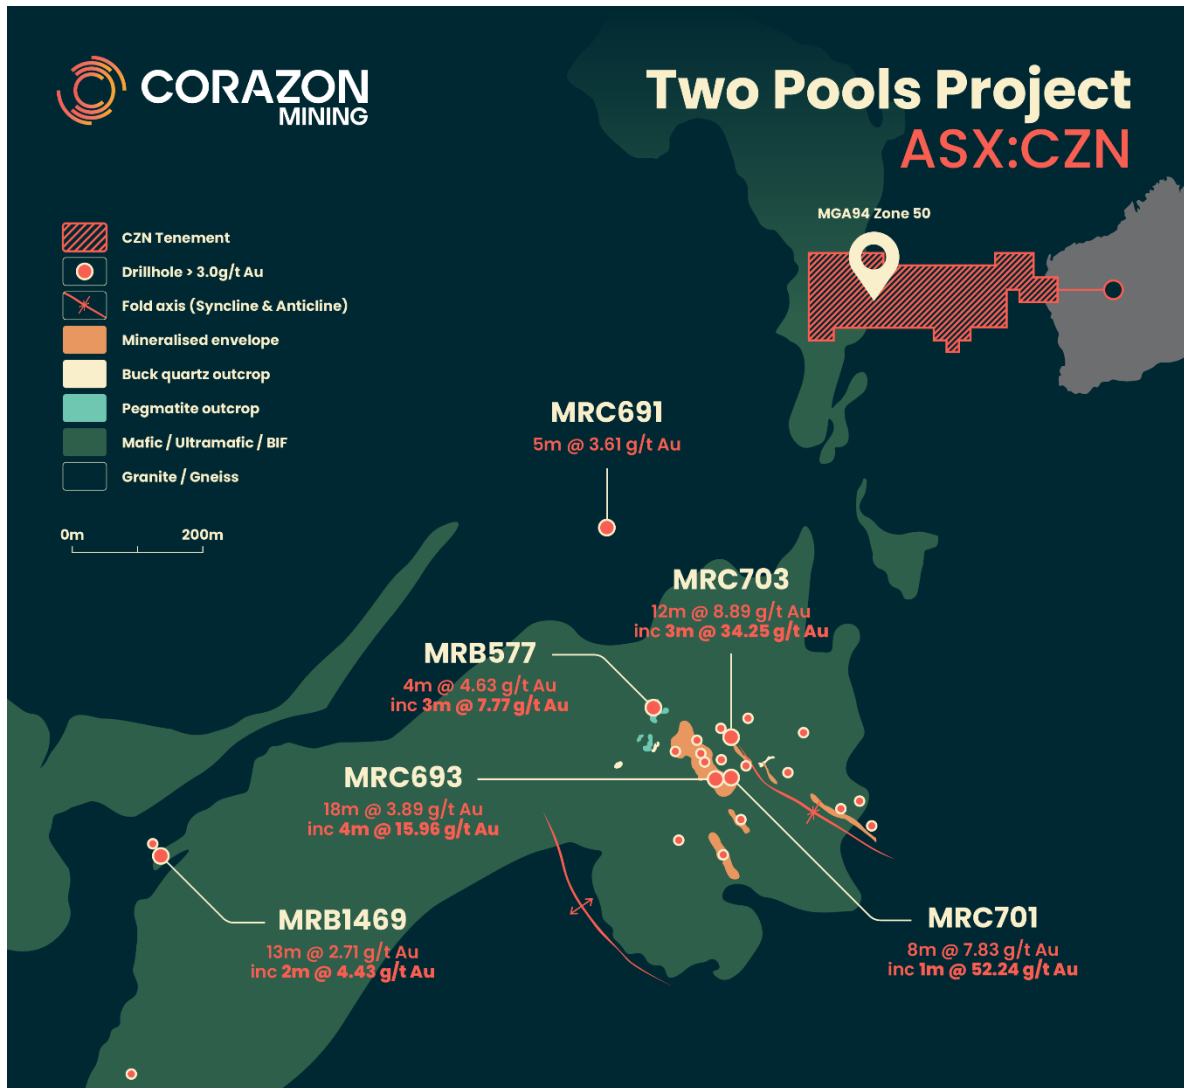 CORAZON
MINING
Two Pools Project
ASX:CZN
MGA94 Zone 50
CZN Tenement
Drillhole > 3.0g/t Au
Fold axis (Syncline & Anticline)
Mineralised envelope
Buck quartz outcrop
Pegmatite outcrop
Mafic / Ultramafic / BIF
Granite / Gneiss
0m 200m
MRC691
5m @ 3.61 g/t Au
MRC703
12m @ 8.89 g/t Au
inc 3m @ 34.25 g/t Au
MRB577
4m @ 4.63 g/t Au
inc 3m @ 7.77 g/t Au
MRC693
18m @ 3.89 g/t Au
inc 4m @ 15.96 g/t Au
MRB1469
13m @ 2.71 g/t Au
inc 2m @ 4.43 g/t Au
MRC701
8m @ 7.83 g/t Au
inc 1m @ 52.24 g/t Au